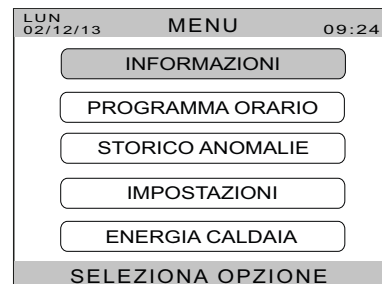 LUN
02/12/13 MENU 09:24
INFORMAZIONI
PROGRAMMA ORARIO
STORICO ANOMALIE
IMPOSTAZIONI
ENERGIA CALDAIA
SELEZIONA OPZIONE